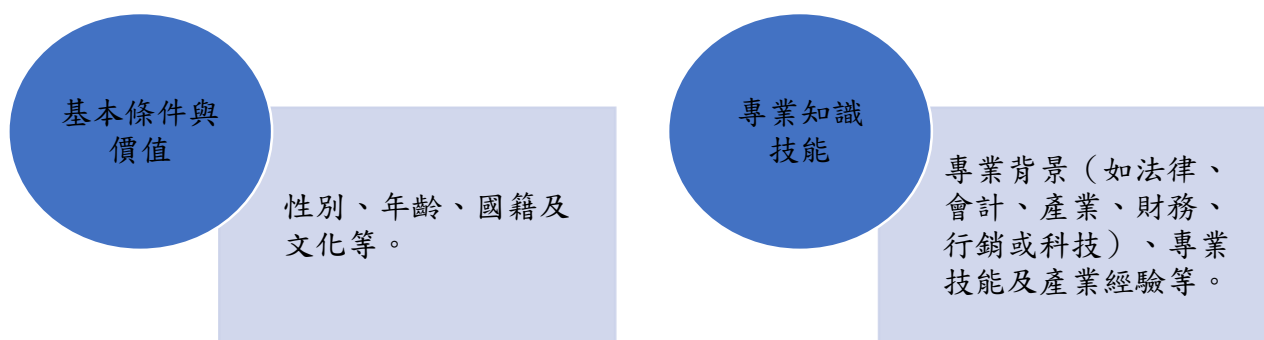 基本條件與
價值
性別、年齡、國籍及
文化等。
專業知識
技能
專業背景（如法律、
會計、產業、財務、
行銷或科技）、專業
技能及產業經驗等。